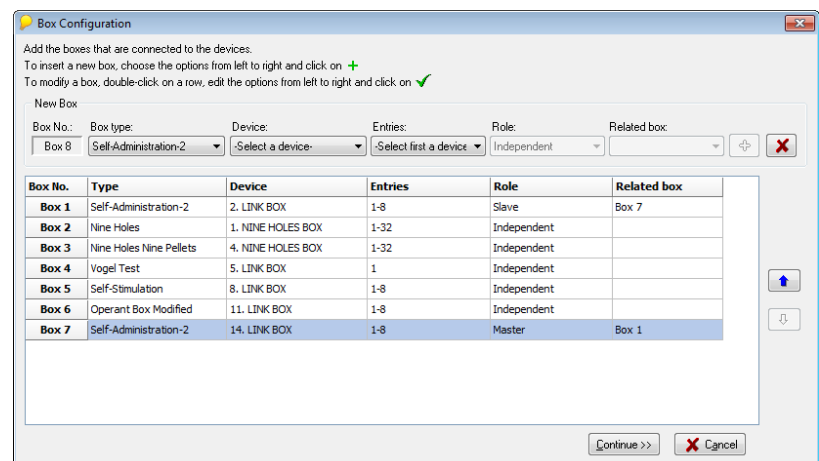 Box Configuration
Add the boxes that are connected to the devices.
To insert a new box, choose the options from left to right and click on
To modify a box, double-click on a row, edit the options from left to right and click on
New Box
Box No.: Box type: Device: Entries: Role: Related box:
Box 8 Self-Administration-2 -Select a device- -Select first a device Independent
Box No. Type Device Entries Role Related box
Box 1 Self-Administration-2 2. LINK BOX 1-8 Slave Box 7
Box 2 Nine Holes 1. NINE HOLES BOX 1-32 Independent
Box 3 Nine Holes Nine Pellets 4. NINE HOLES BOX 1-32 Independent
Box 4 Vogel Test 5. LINK BOX 1 Independent
Box 5 Self-Stimulation 8. LINK BOX 1-8 Independent
Box 6 Operant Box Modified 11. LINK BOX 1-8 Independent
Box 7 Self-Administration-2 14. LINK BOX 1-8 Master Box 1
Continue >> Cancel